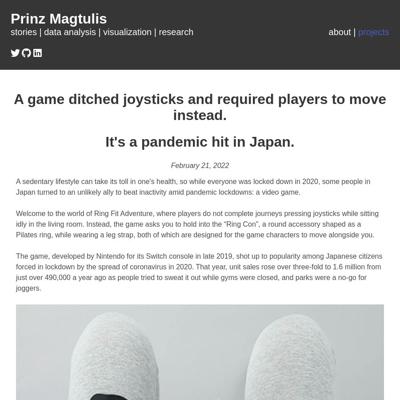 Prinz Magtulis
stories | data analysis | visualization | research
about | projects
A game ditched joysticks and required players to move
instead.
It's a pandemic hit in Japan.
February 21, 2022
A sedentary lifestyle can take its toll in one's health, so while everyone was locked down in 2020, some people in
Japan turned to an unlikely ally to beat inactivity amid pandemic lockdowns: a video game.
Welcome to the world of Ring Fit Adventure, where players do not complete journeys pressing joysticks while sitting
idly in the living room. Instead, the game asks you to hold into the "Ring Con", a round accessory shaped as a
Pilates ring, while wearing a leg strap, both of which are designed for the game characters to move alongside you.
The game, developed by Nintendo for its Switch console in late 2019, shot up to popularity among Japanese citizens
forced in lockdown by the spread of coronavirus in 2020. That year, unit sales rose over three-fold to 1.6 million from
just over 490,000 a year ago as people tried to sweat it out while gyms were closed, and parks were a no-go for
joggers.